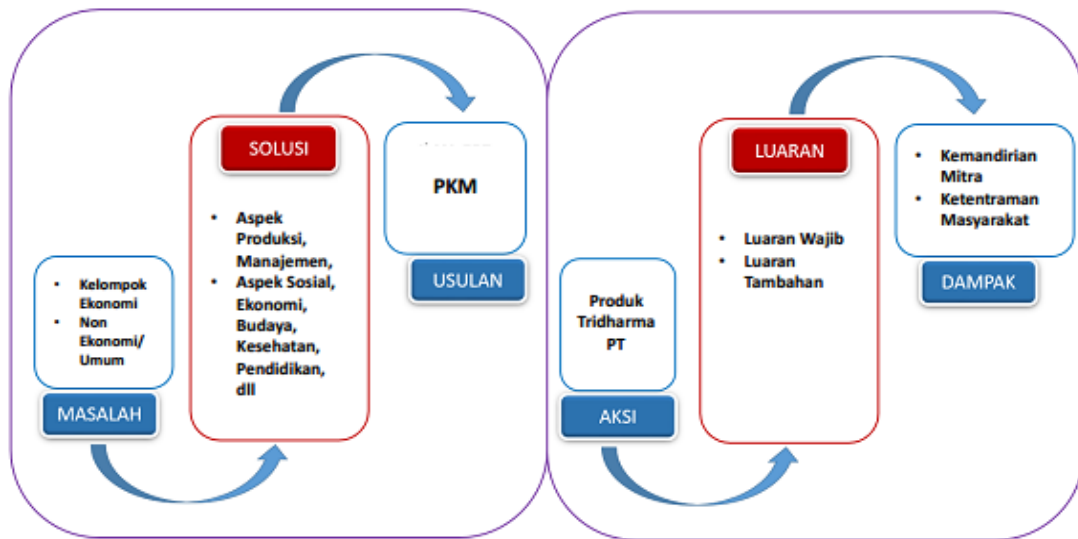 • Kelompok
Ekonomi
• Non
Ekonomi/
Umum
MASALAH
SOLUSI
• Aspek
Produksi,
Manajemen,
• Aspek Sosial,
Ekonomi,
Budaya,
Kesehatan,
Pendidikan,
dll
PKM
USULAN
Produk
Tridharma
PT
AKSI
LUARAN
• Luaran Wajib
• Luaran
Tambahan
• Kemandirian
Mitra
• Ketentraman
Masyarakat
DAMPAK